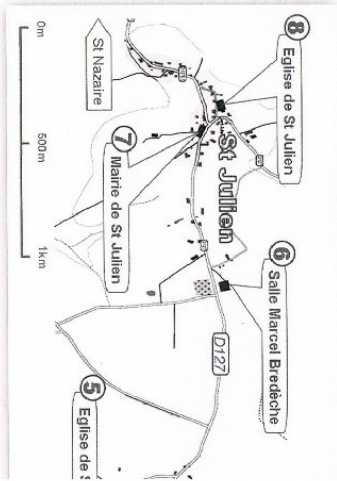 8
Eglise de St Julien
St Julien
6
Salle Marcel Bredèche
D127
7
Mairie de St Julien
5
Eglise de S
St Nazaire
0m
500m
1km